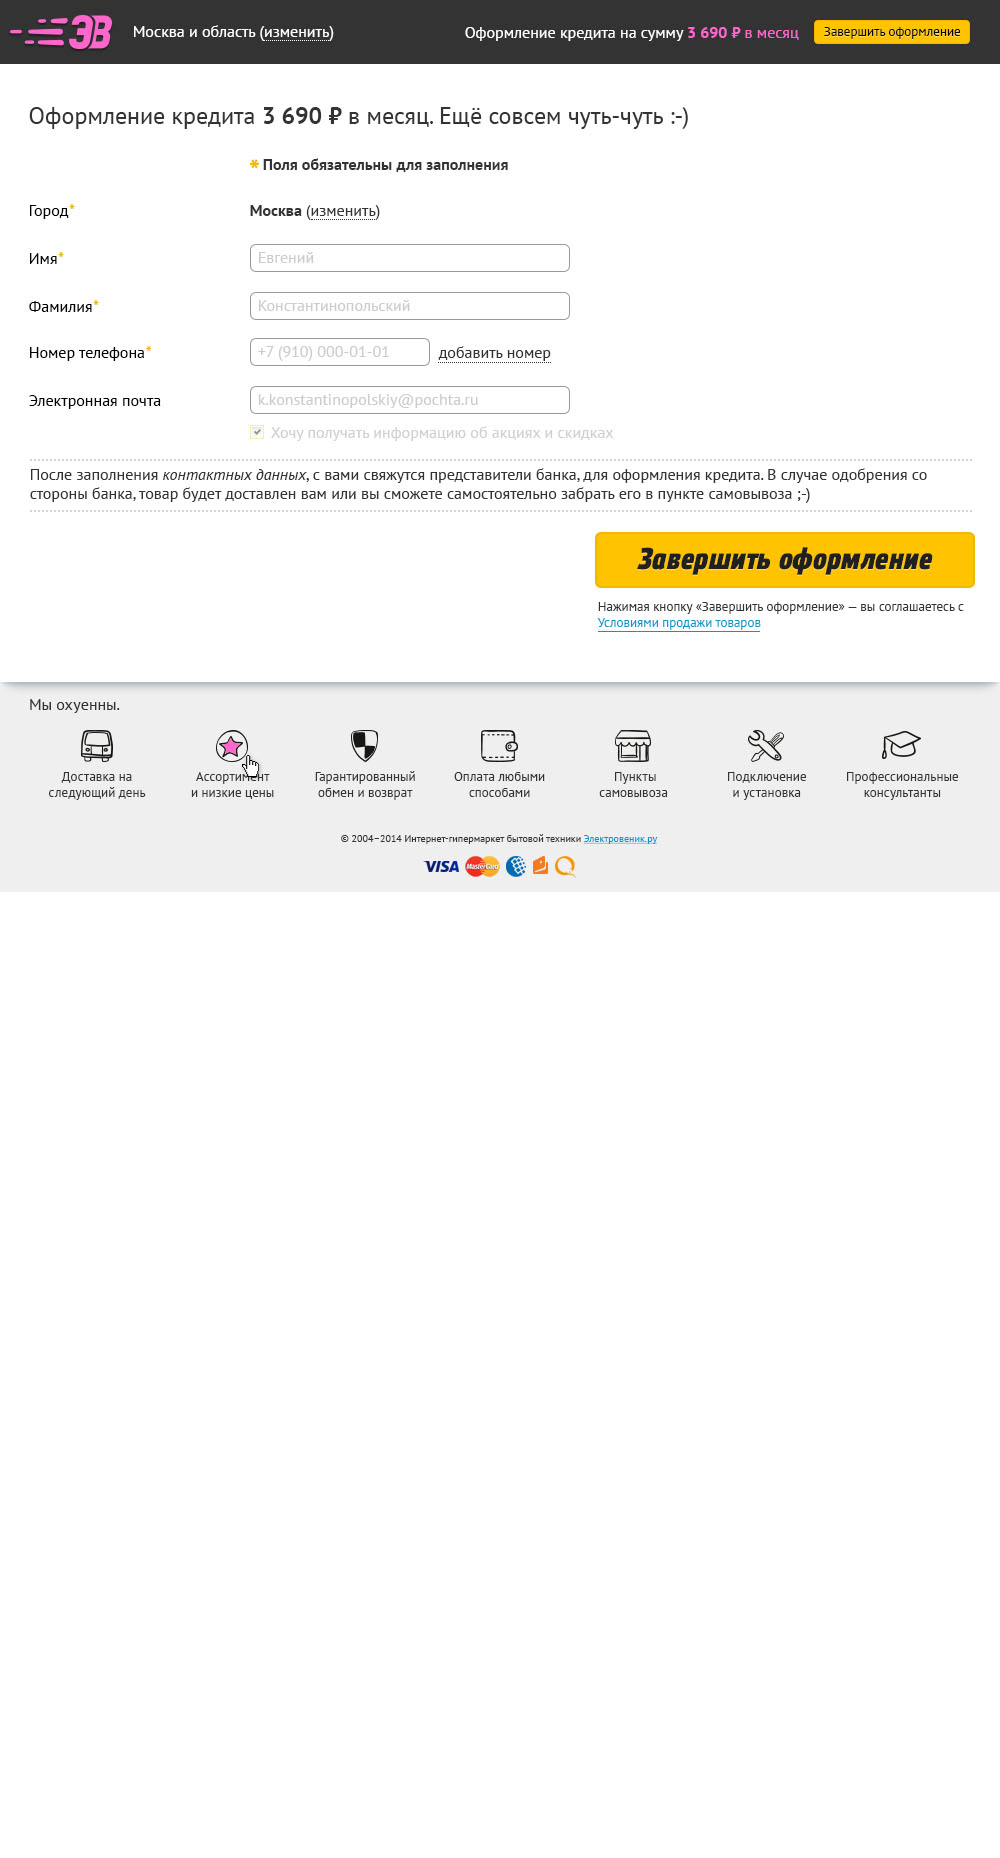 ЭВ
Москва и область (изменить)
Оформление кредита на сумму 3 690 ₽ в месяц
Завершить оформление
Оформление кредита 3 690 ₽ в месяц. Ещё совсем чуть-чуть :-)
* Поля обязательны для заполнения
Город*
Москва (изменить)
Имя*
Евгений
Фамилия*
Константинопольский
Номер телефона*
+7 (910) 000-01-01
добавить номер
Электронная почта
k.konstantinopolskiy@pochta.ru
Хочу получать информацию об акциях и скидках
После заполнения контактных данных, с вами свяжутся представители банка, для оформления кредита. В случае одобрения со
стороны банка, товар будет доставлен вам или вы сможете самостоятельно забрать его в пункте самовывоза ;-)
Завершить оформление
Нажимая кнопку «Завершить оформление» — вы соглашаетесь с
Условиями продажи товаров
Мы охуенны.
Доставка на
следующий день
Ассортимент
и низкие цены
Гарантированный
обмен и возврат
Оплата любыми
способами
Пункты
самовывоза
Подключение
и установка
Профессиональные
консультанты
© 2004–2014 Интернет-гипермаркет бытовой техники Электровеник.ру
VISA
MasterCard